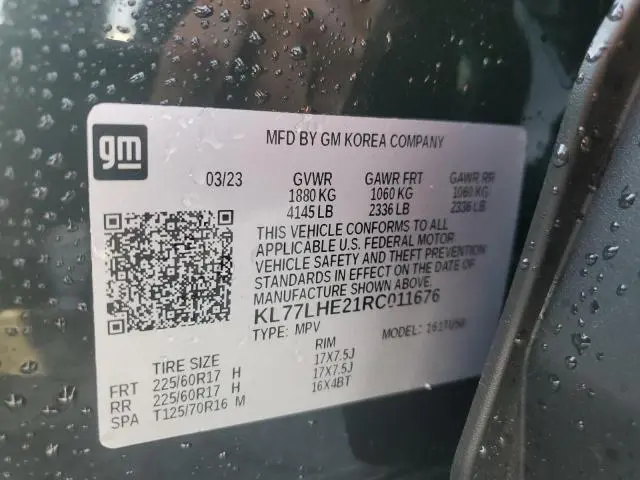 gm
MFD BY GM KOREA COMPANY
03/23 GVWR GAWR FRT GAWR RR
1880 KG 1060 KG 1060 KG
4145 LB 2336 LB 2336 LB
THIS VEHICLE CONFORMS TO ALL
APPLICABLE U.S. FEDERAL MOTOR
VEHICLE SAFETY AND THEFT PREVENTION
STANDARDS IN EFFECT ON THE DATE OF
MANUFACTURE SHOWN ABOVE.
KL77LHE21RC011676
TYPE: MPV MODEL:
TIRE SIZE RIM
FRT 225/60R17 H 17X7.5J
RR 225/60R17 H 17X7.5J
SPA T125/70R16 M 16X4BT